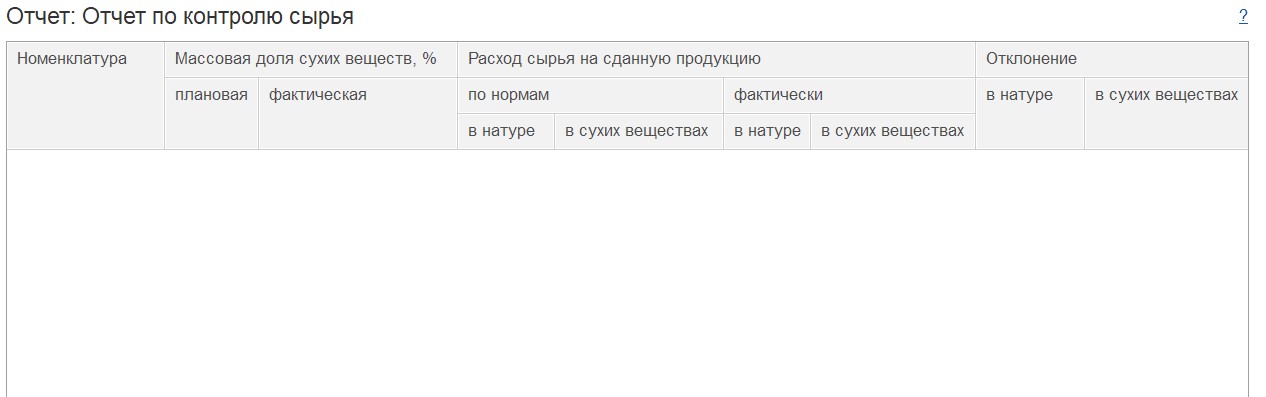 Отчет: Отчет по контролю сырья
?
Номенклатура Массовая доля сухих веществ, % Расход сырья на сданную продукцию Отклонение
плановая фактическая по нормам фактически в натуре в сухих веществах
в натуре в сухих веществах в натуре в сухих веществах